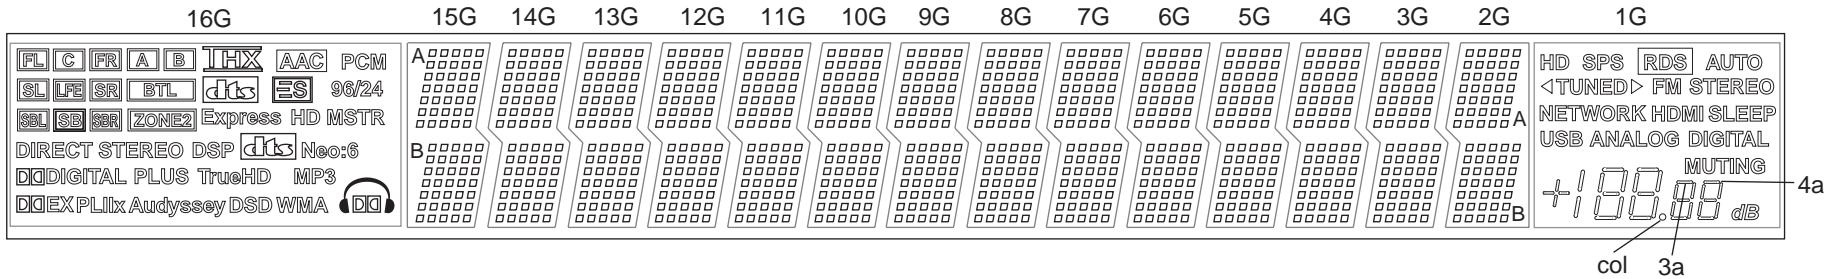 16G 15G 14G 13G 12G 11G 10G 9G 8G 7G 6G 5G 4G 3G 2G 1G
FL C FR A B THX AAC PCM
SL LFE SR BTL dts ES 96/24
SBL SB SBR ZONE2 Express HD MSTR
DIRECT STEREO DSP dts Neo:6
DIGITAL PLUS TrueHD MP3
EX PLIIx Audyssey DSD WMA
A
B
A
B
HD SPS RDS AUTO
TUNED FM STEREO
NETWORK HDMI SLEEP
USB ANALOG DIGITAL
MUTING
+188.88 dB
4a
col 3a